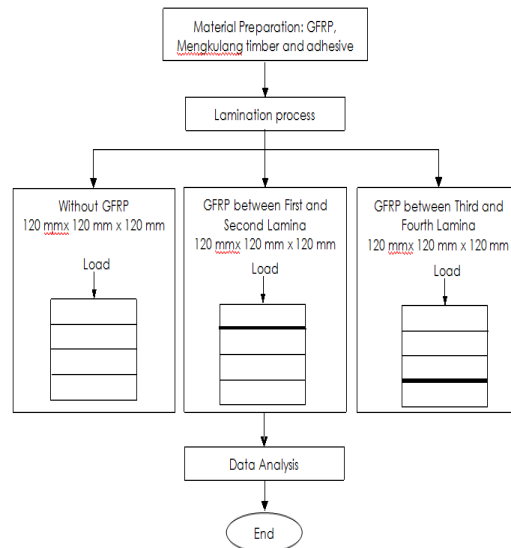 Material Preparation: GFRP,
Mengkulang timber and adhesive
Lamination process
Without GFRP
120 mmx 120 mm x 120 mm
Load
GFRP between First and
Second Lamina
120 mmx 120 mm x 120 mm
Load
GFRP between Third and
Fourth Lamina
120 mmx 120 mm x 120 mm
Load
Data Analysis
End